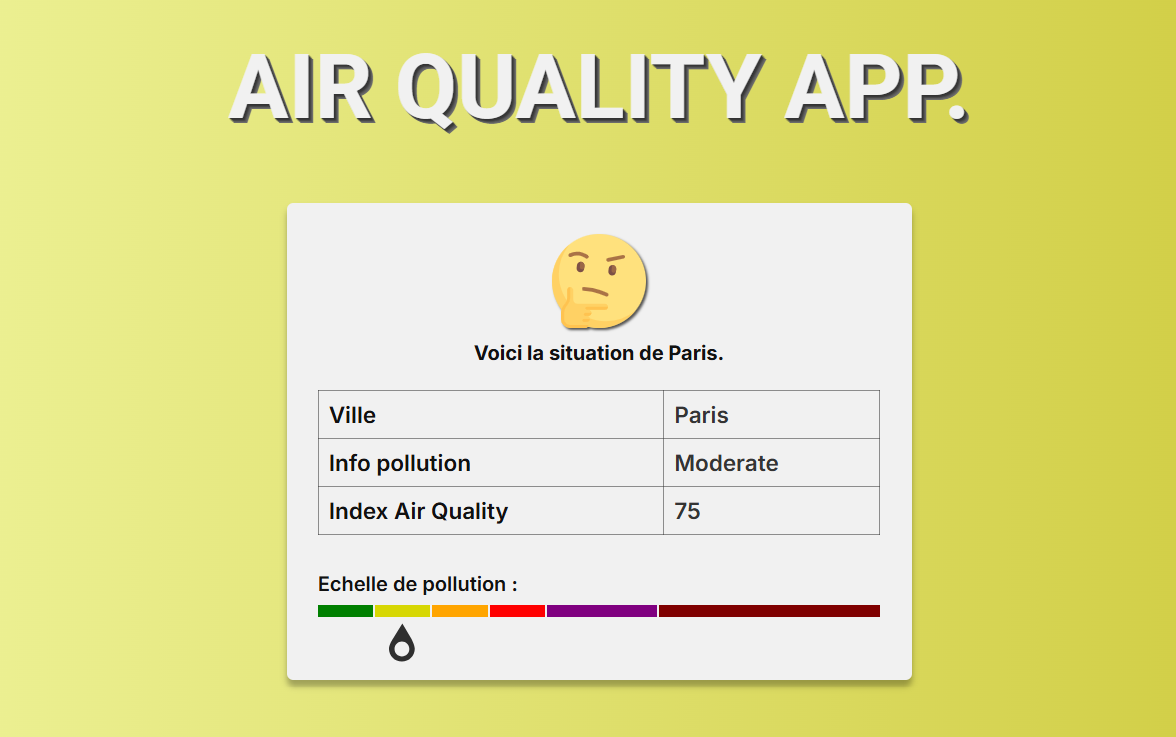 AIR QUALITY APP.
Voici la situation de Paris.
Ville Paris
Info pollution Moderate
Index Air Quality 75
Echelle de pollution :